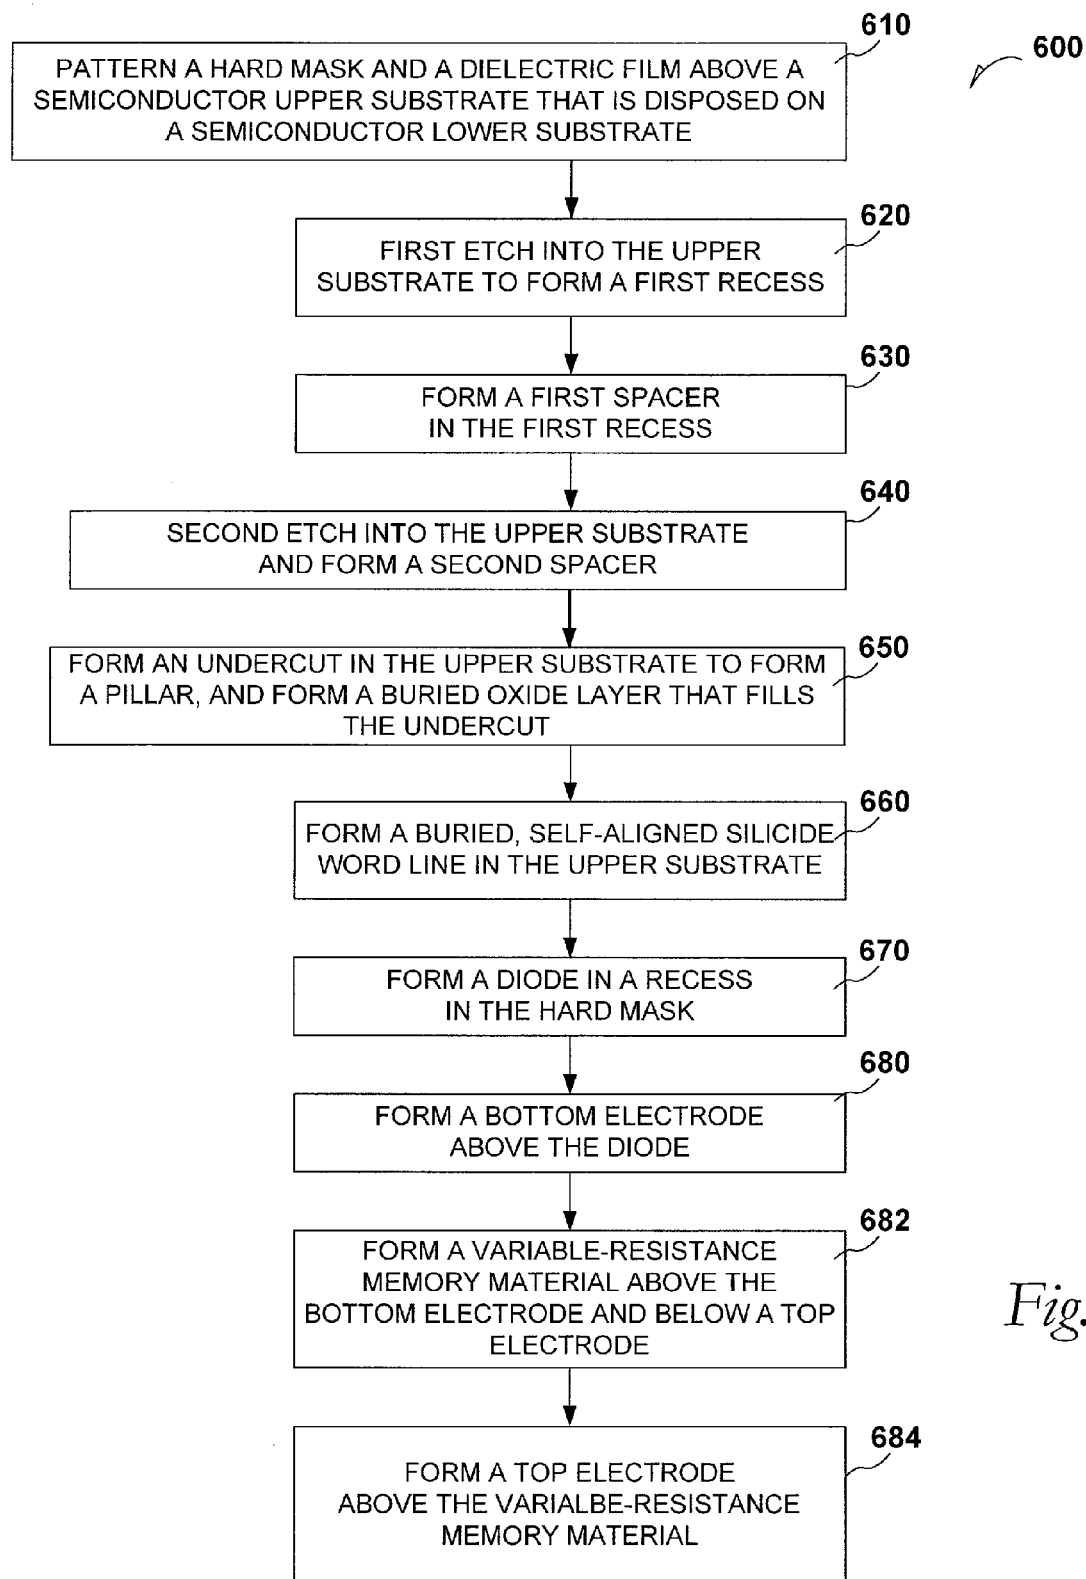 610
600
PATTERN A HARD MASK AND A DIELECTRIC FILM ABOVE A
SEMICONDUCTOR UPPER SUBSTRATE THAT IS DISPOSED ON
A SEMICONDUCTOR LOWER SUBSTRATE
620
FIRST ETCH INTO THE UPPER
SUBSTRATE TO FORM A FIRST RECESS
630
FORM A FIRST SPACER
IN THE FIRST RECESS
640
SECOND ETCH INTO THE UPPER SUBSTRATE
AND FORM A SECOND SPACER
650
FORM AN UNDERCUT IN THE UPPER SUBSTRATE TO FORM
A PILLAR, AND FORM A BURIED OXIDE LAYER THAT FILLS
THE UNDERCUT
660
FORM A BURIED, SELF-ALIGNED SILICIDE
WORD LINE IN THE UPPER SUBSTRATE
670
FORM A DIODE IN A RECESS
IN THE HARD MASK
680
FORM A BOTTOM ELECTRODE
ABOVE THE DIODE
682
FORM A VARIABLE-RESISTANCE
MEMORY MATERIAL ABOVE THE
BOTTOM ELECTRODE AND BELOW A TOP
ELECTRODE
Fig.
684
FORM A TOP ELECTRODE
ABOVE THE VARIALBE-RESISTANCE
MEMORY MATERIAL